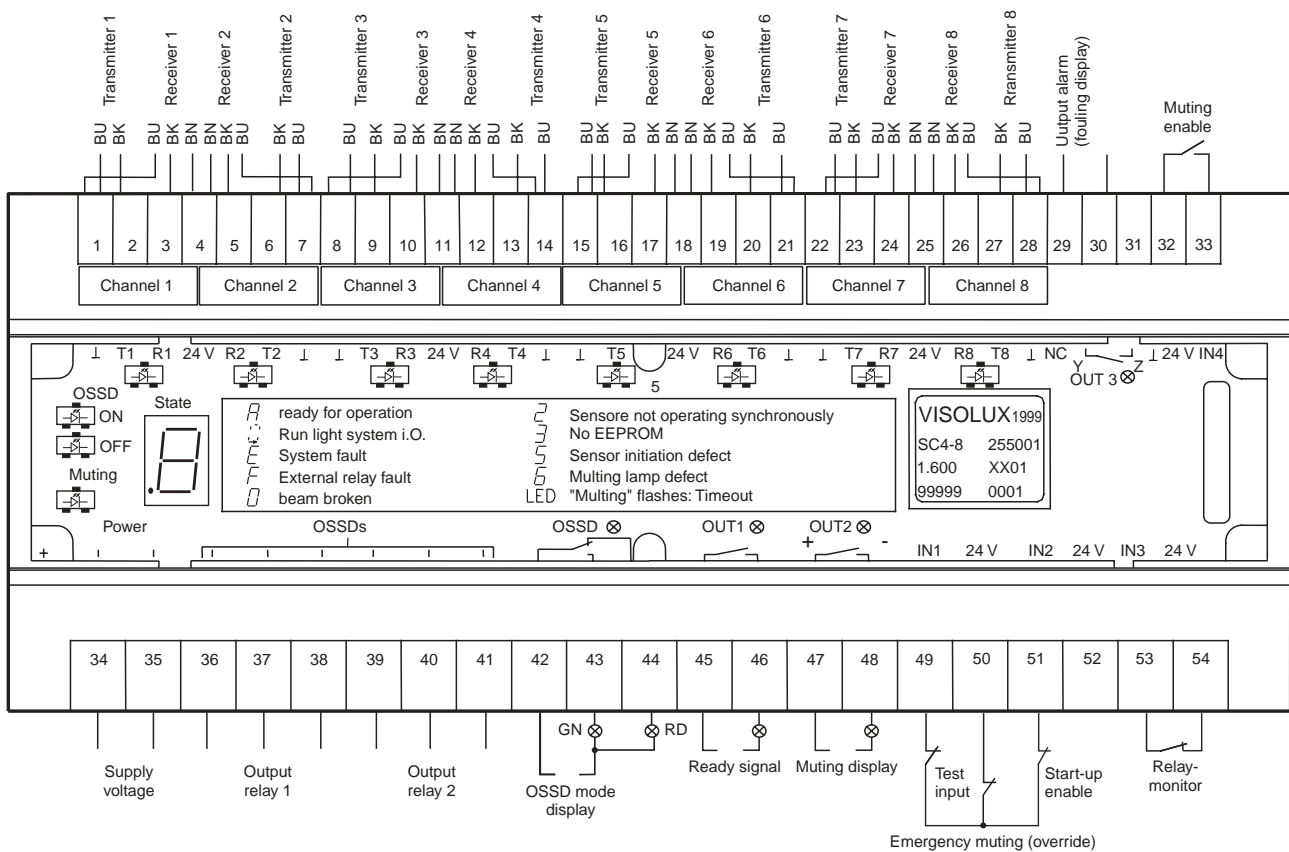 Transmitter 1
Receiver 1
Receiver 2
Transmitter 2
Transmitter 3
Receiver 3
Receiver 4
Transmitter 4
Transmitter 5
Receiver 5
Receiver 6
Transmitter 6
Transmitter 7
Receiver 7
Receiver 8
Rransmitter 8
Uutput alarm
(fouling display)
Muting
enable
BU BK BU BK BN BN BK BU BK BU BU BK BU BK BN BN BK BU BK BU BU BK BU BK BN BN BK BU BK BU BU BK BU BK BN BN BK BU BK BU
1 2 3 4 5 6 7 8 9 10 11 12 13 14 15 16 17 18 19 20 21 22 23 24 25 26 27 28 29 30 31 32 33
Channel 1 Channel 2 Channel 3 Channel 4 Channel 5 Channel 6 Channel 7 Channel 8
T1 R1 24 V R2 T2 T3 R3 24 V R4 T4 T5 24 V R6 T6 T7 R7 24 V R8 T8 NC Y Z 24 V IN4
OUT 3
5
OSSD
ON
OFF
Muting
State
A ready for operation
Run light system i.O.
E System fault
F External relay fault
0 beam broken
2 Sensore not operating synchronously
3 No EEPROM
5 Sensor initiation defect
6 Multing lamp defect
LED "Multing" flashes: Timeout
VISOLUX 1999
SC4-8 255001
1.600 XX01
99999 0001
Power OSSDs OSSD OUT1 OUT2
+ + - IN1 24 V IN2 24 V IN3 24 V
34 35 36 37 38 39 40 41 42 43 44 45 46 47 48 49 50 51 52 53 54
GN RD
Supply
voltage
Output
relay 1
Output
relay 2
OSSD mode
display
Ready signal
Muting display
Test
input
Start-up
enable
Relay-
monitor
Emergency muting (override)